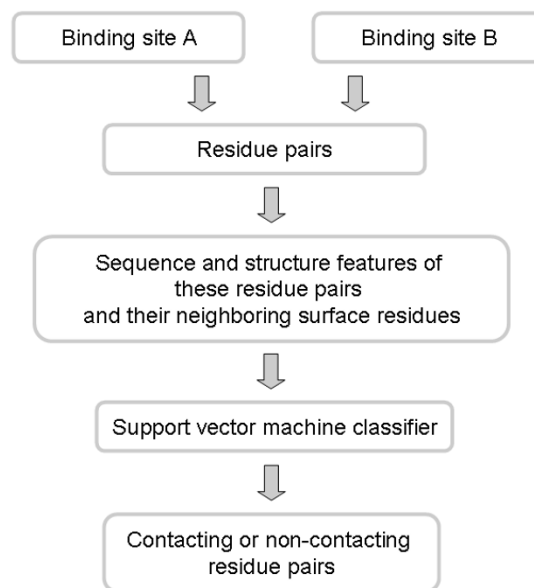 Binding site A
Binding site B
Residue pairs
Sequence and structure features of
these residue pairs
and their neighboring surface residues
Support vector machine classifier
Contacting or non-contacting
residue pairs